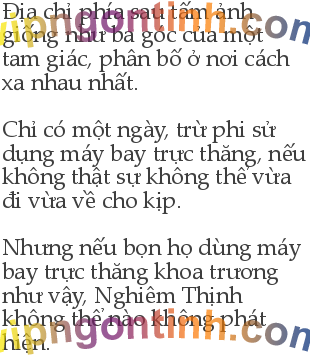 Địa chỉ phía sau tấm ảnh
giống như ba góc của một
tam giác, phân bố ở nơi cách
xa nhau nhất.
Chỉ có một ngày, trừ phi sử
dụng máy bay trực thăng, nếu
không thật sự không thể vừa
đi vừa về cho kịp.
Nhưng nếu bọn họ dùng máy
bay trực thăng khoa trương
như vậy, Nghiêm Thịnh
không thể nào không phát
hiện.